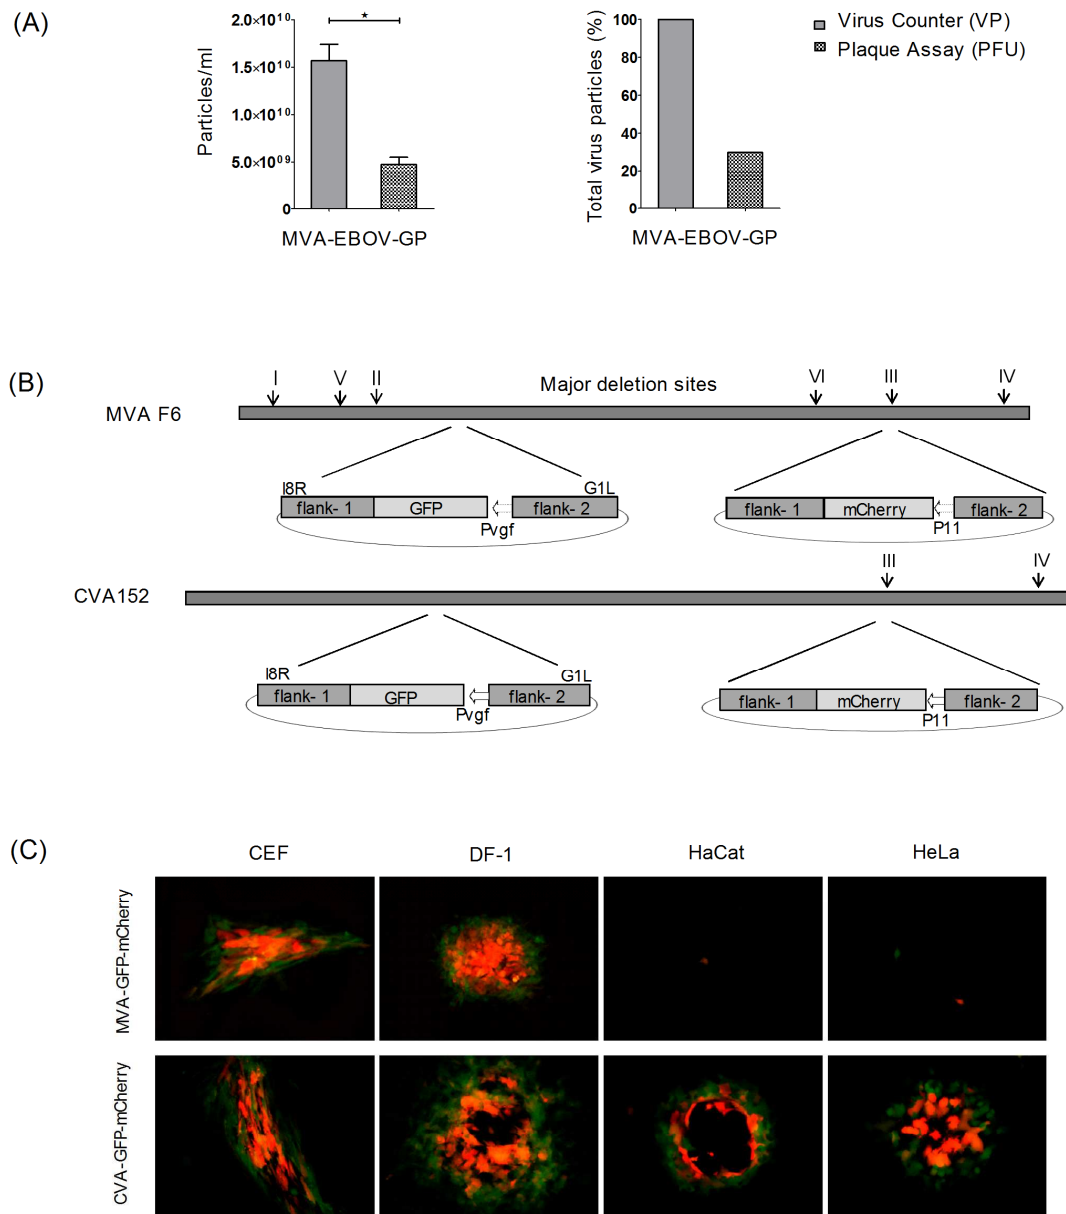 (A)
Particles/ml
2.0×10¹⁰
1.5×10¹⁰
1.0×10¹⁰
5.0×10⁰⁹
0
*
MVA-EBOV-GP
Total virus particles (%)
100
80
60
40
20
0
MVA-EBOV-GP
Virus Counter (VP)
Plaque Assay (PFU)
(B)
I V II Major deletion sites VI III IV
MVA F6
I8R G1L
flank- 1 GFP flank- 2 flank- 1 mCherry flank- 2
Pvgf P11
III IV
CVA152
I8R G1L
flank- 1 GFP flank- 2 flank- 1 mCherry flank- 2
Pvgf P11
(C)
CEF DF-1 HaCat HeLa
MVA-GFP-mCherry
CVA-GFP-mCherry